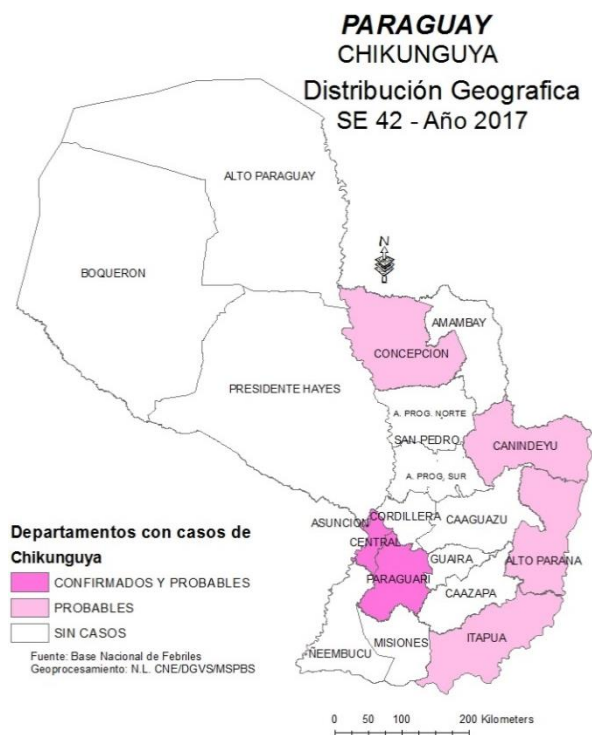 PARAGUAY
CHIKUNGUYA
Distribución Geografica
SE 42 - Año 2017
ALTO PARAGUAY
BOQUERON
N
AMAMBAY
CONCEPCION
PRESIDENTE HAYES
A. PROG. NORTE
SAN PEDRO
CANINDEYU
A. PROG, SUR
CORDILLERA
ASUNCION
CAAGUAZU
CENTRAL
GUAIRA
ALTO PARANA
PARAGUARI
CAAZAPA
MISIONES
ITAPUA
ÑEEMBUCU
Departamentos con casos de
Chikunguya
CONFIRMADOS Y PROBABLES
PROBABLES
SIN CASOS
Fuente: Base Nacional de Febriles
Geoprocesamiento: N.L. CNE/DGVS/MSPBS
0 50 100 200 Kilometers